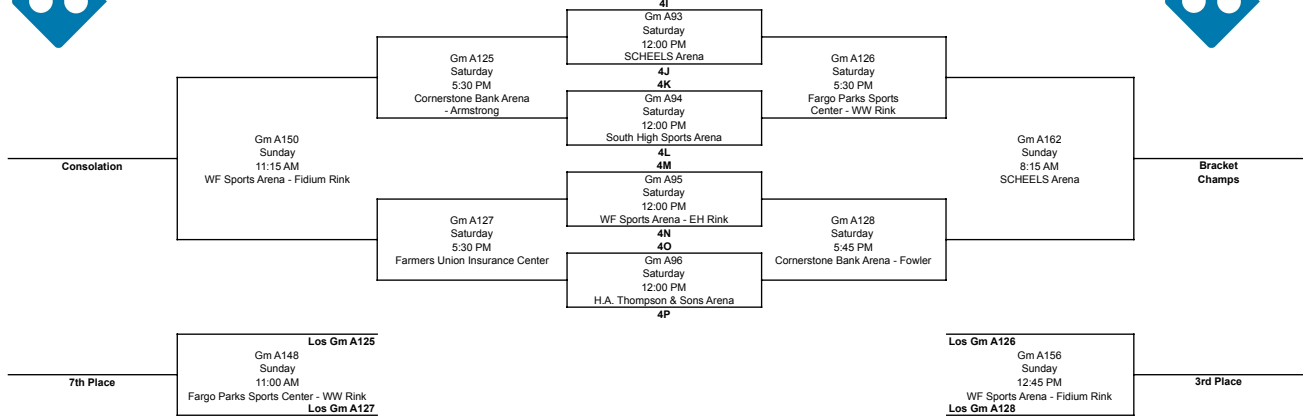 4I
Gm A93
Saturday
12:00 PM
SCHEELS Arena
4J
Gm A125
Saturday
5:30 PM
Cornerstone Bank Arena
- Armstrong
Gm A126
Saturday
5:30 PM
Fargo Parks Sports
Center - WW Rink
4K
Gm A94
Saturday
12:00 PM
South High Sports Arena
4L
Gm A150
Sunday
11:15 AM
WF Sports Arena - Fidium Rink
Consolation
Gm A162
Sunday
8:15 AM
SCHEELS Arena
Bracket
Champs
4M
Gm A95
Saturday
12:00 PM
WF Sports Arena - EH Rink
4N
Gm A127
Saturday
5:30 PM
Farmers Union Insurance Center
Gm A128
Saturday
5:45 PM
Cornerstone Bank Arena - Fowler
4O
Gm A96
Saturday
12:00 PM
H.A. Thompson & Sons Arena
4P
Los Gm A125
Gm A148
Sunday
11:00 AM
Fargo Parks Sports Center - WW Rink
Los Gm A127
7th Place
Los Gm A126
Gm A156
Sunday
12:45 PM
WF Sports Arena - Fidium Rink
Los Gm A128
3rd Place